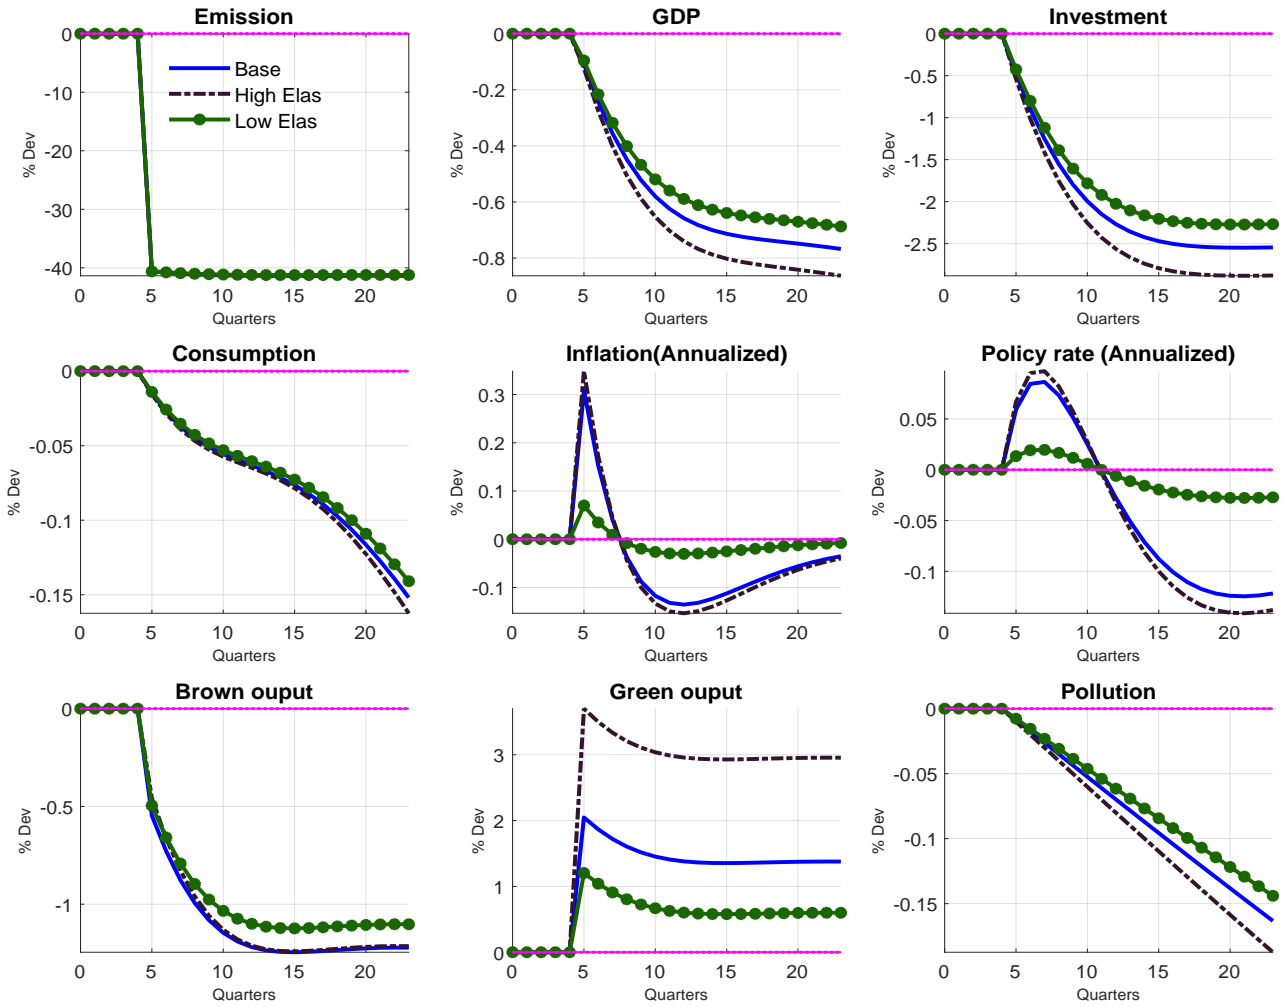 Emission
0
-10
-20
-30
-40
% Dev
Base
High Elas
Low Elas
0 5 10 15 20
Quarters
GDP
0
-0.2
-0.4
-0.6
-0.8
% Dev
0 5 10 15 20
Quarters
Investment
0
-0.5
-1
-1.5
-2
-2.5
% Dev
0 5 10 15 20
Quarters
Consumption
0
-0.05
-0.1
-0.15
% Dev
0 5 10 15 20
Quarters
Inflation(Annualized)
0.3
0.2
0.1
0
-0.1
% Dev
0 5 10 15 20
Quarters
Policy rate (Annualized)
0.05
0
-0.05
-0.1
% Dev
0 5 10 15 20
Quarters
Brown ouput
0
-0.5
-1
% Dev
0 5 10 15 20
Quarters
Green ouput
3
2
1
0
% Dev
0 5 10 15 20
Quarters
Pollution
0
-0.05
-0.1
-0.15
% Dev
0 5 10 15 20
Quarters